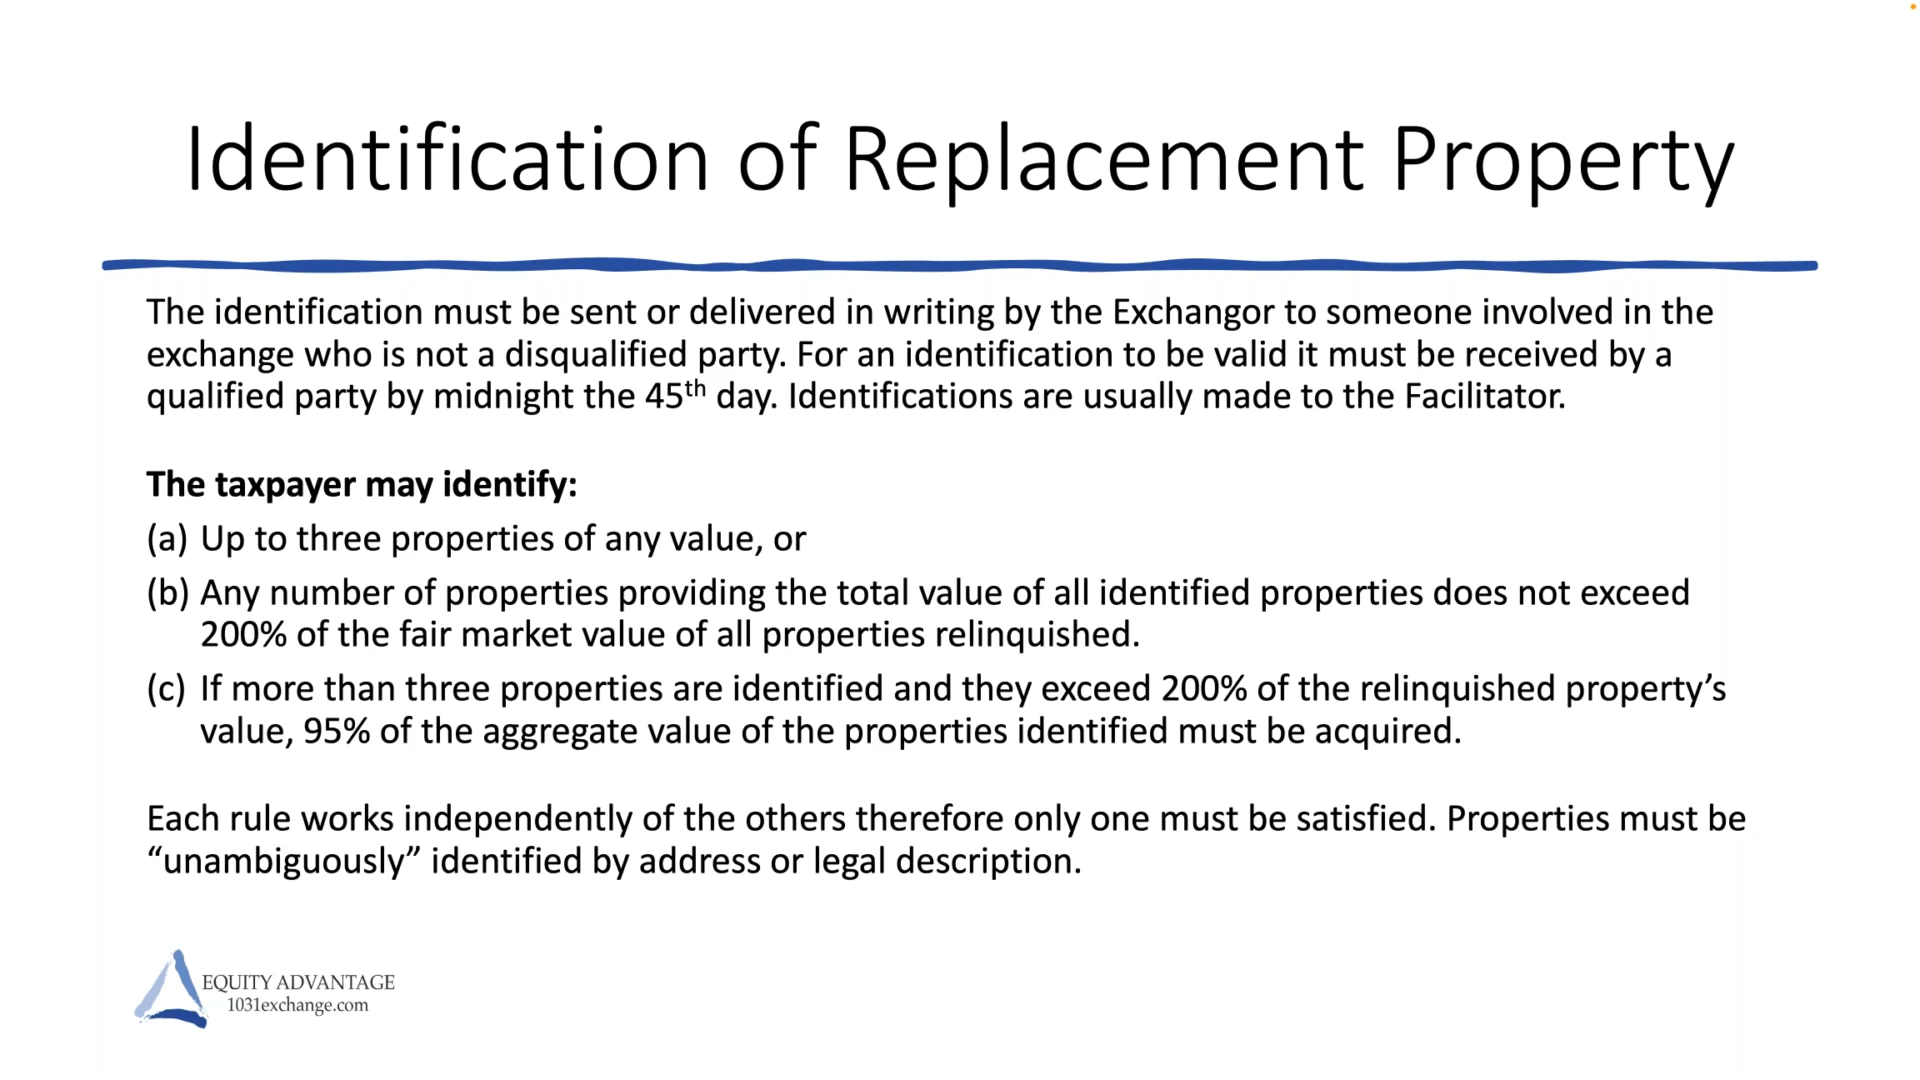 Identification of Replacement Property
The identification must be sent or delivered in writing by the Exchangor to someone involved in the
exchange who is not a disqualified party. For an identification to be valid it must be received by a
qualified party by midnight the 45th day. Identifications are usually made to the Facilitator.
The taxpayer may identify:
(a) Up to three properties of any value, or
(b) Any number of properties providing the total value of all identified properties does not exceed
200% of the fair market value of all properties relinquished.
(c) If more than three properties are identified and they exceed 200% of the relinquished property’s
value, 95% of the aggregate value of the properties identified must be acquired.
Each rule works independently of the others therefore only one must be satisfied. Properties must be
“unambiguously” identified by address or legal description.
EQUITY ADVANTAGE
1031exchange.com